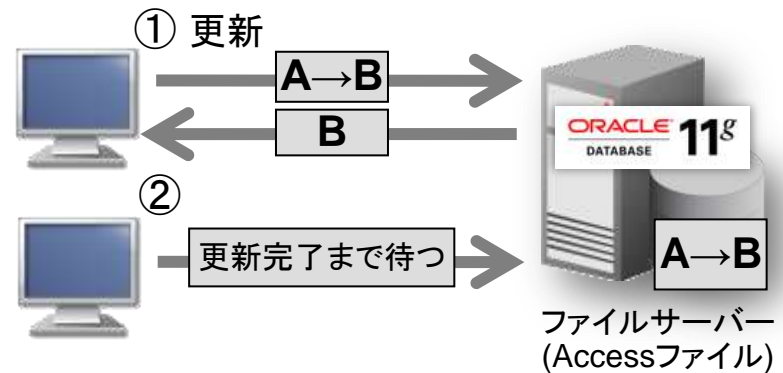 ① 更新
A→B
B
ORACLE 11g
DATABASE
②
更新完了まで待つ
A→B
ファイルサーバー
(Accessファイル)